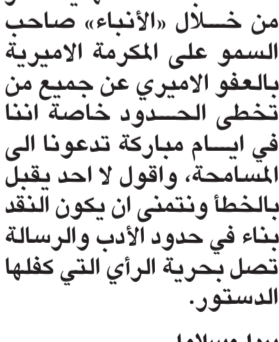 من خلال «الأنباء» صاحب
السمو على المكرمة الاميرية
بالعفو الاميري عن جميع من
تخطى الحدود خاصة اننا
في ايام مباركة تدعونا الى
المسامحة، واقول لا احد يقبل
بالخطأ ونتمنى ان يكون النقد
بناء في حدود الأدب والرسالة
تصل بحرية الرأي التي كفلها
الدستور.